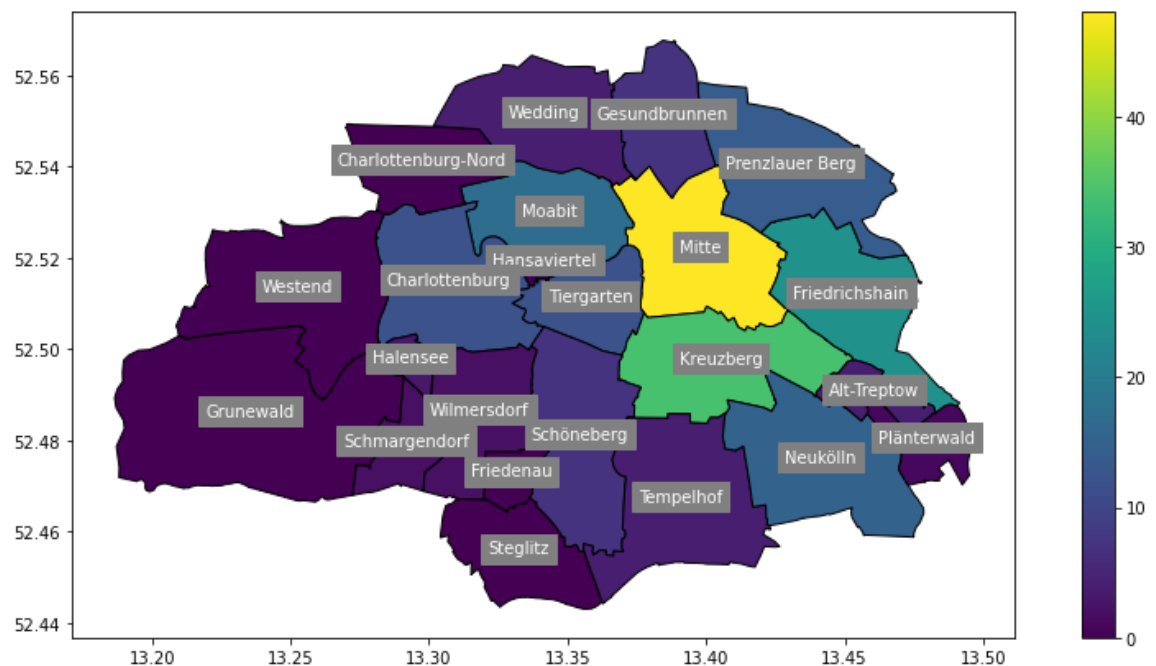 52.56
52.54
52.52
52.50
52.48
52.46
52.44
Wedding
Gesundbrunnen
Charlottenburg-Nord
Prenzlauer Berg
Moabit
Mitte
Hansaviertel
Westend
Charlottenburg
Tiergarten
Friedrichshain
Halensee
Kreuzberg
Alt-Treptow
Grunewald
Wilmersdorf
Schmargendorf
Schöneberg
Plänterwald
Friedenau
Neukölln
Tempelhof
Steglitz
13.20 13.25 13.30 13.35 13.40 13.45 13.50
40
30
20
10
0